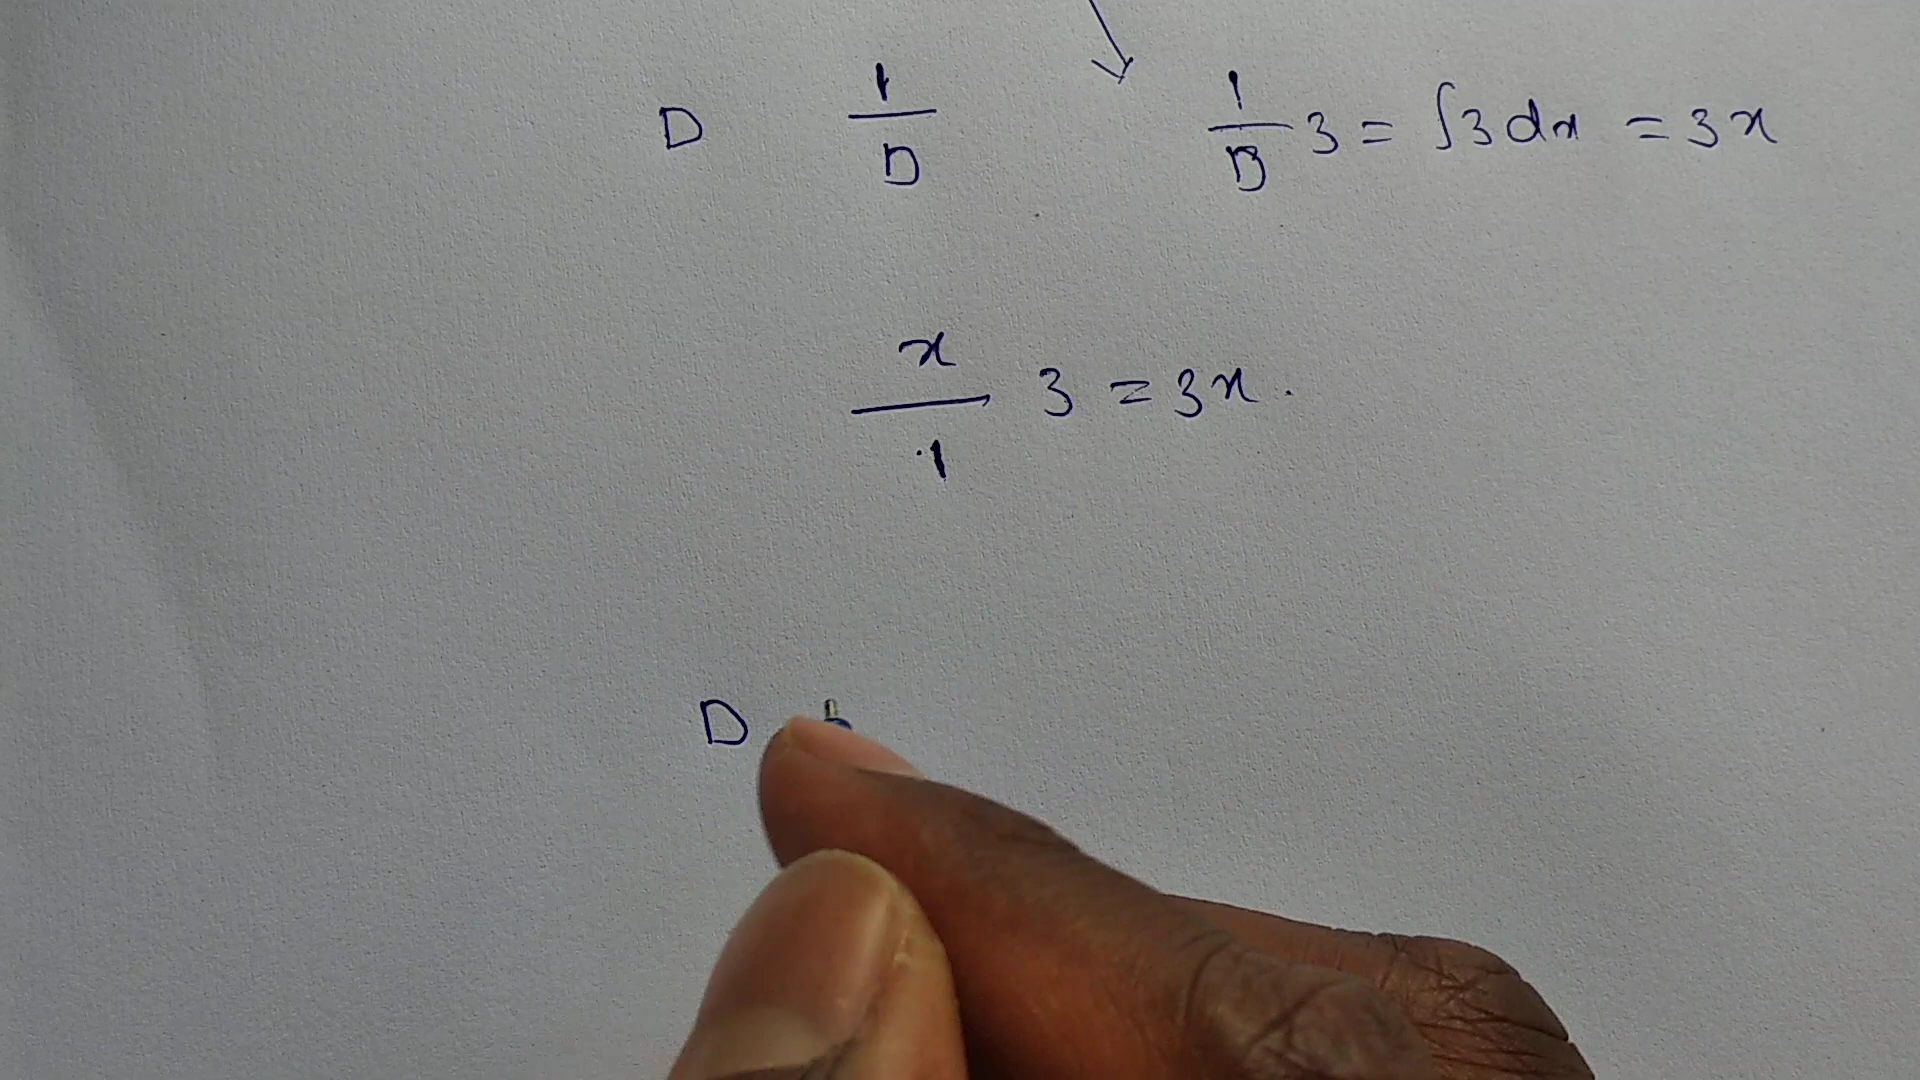 D 1/D 1/D 3 = ∫3 dx = 3x
x/1 3 = 3x.
D